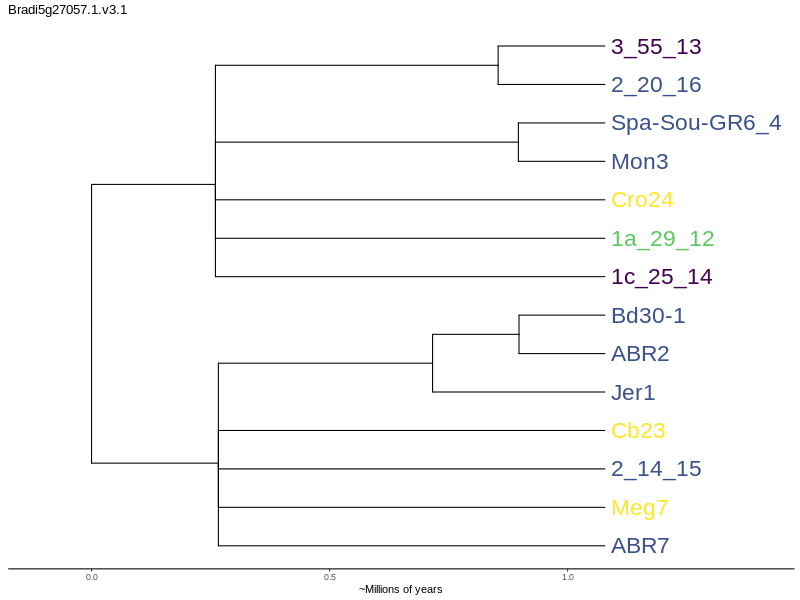 Bradi5g27057.1.v3.1
3_55_13
2_20_16
Spa-Sou-GR6_4
Mon3
Cro24
1a_29_12
1c_25_14
Bd30-1
ABR2
Jer1
Cb23
2_14_15
Meg7
ABR7
0.0 0.5 1.0
~Millions of years